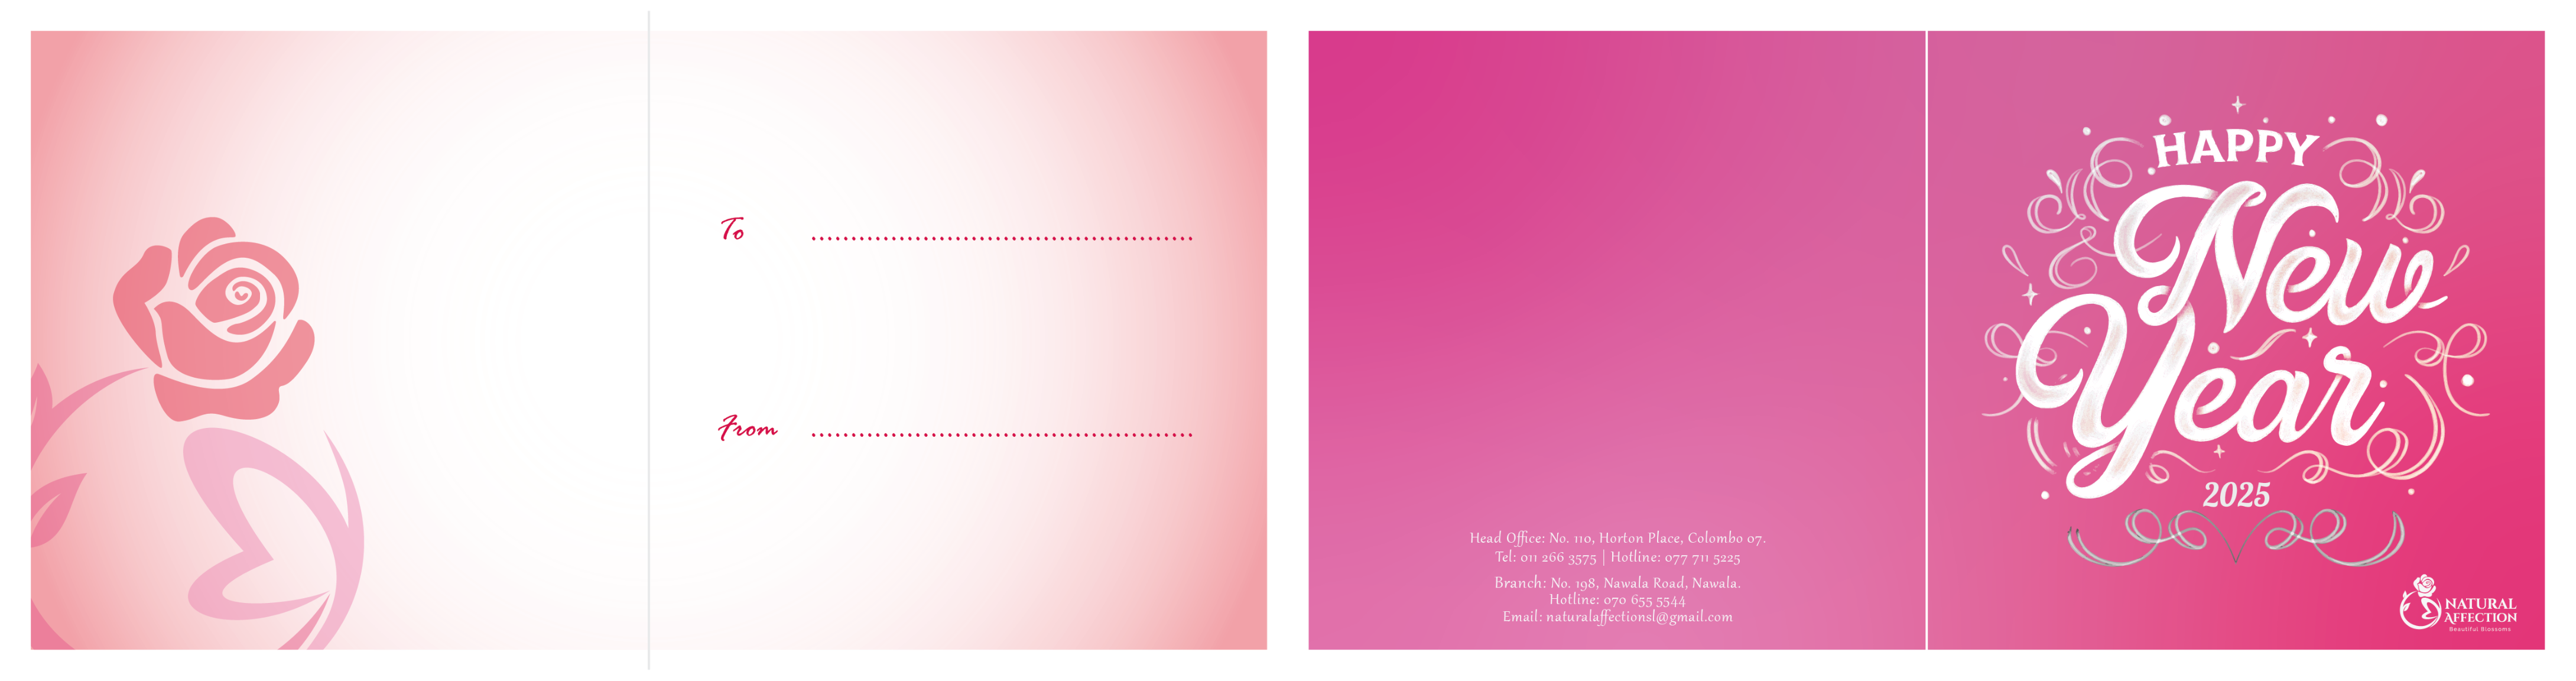 To ................................................
From ................................................
Head Office: No. 110, Horton Place, Colombo 07.
Tel: 011 266 3575 | Hotline: 077 711 5225
Branch: No. 198, Nawala Road, Nawala.
Hotline: 070 655 5544
Email: naturalaffectionsl@gmail.com
HAPPY
New
Year
2025
NATURAL
AFFECTION
Beautiful Blossoms